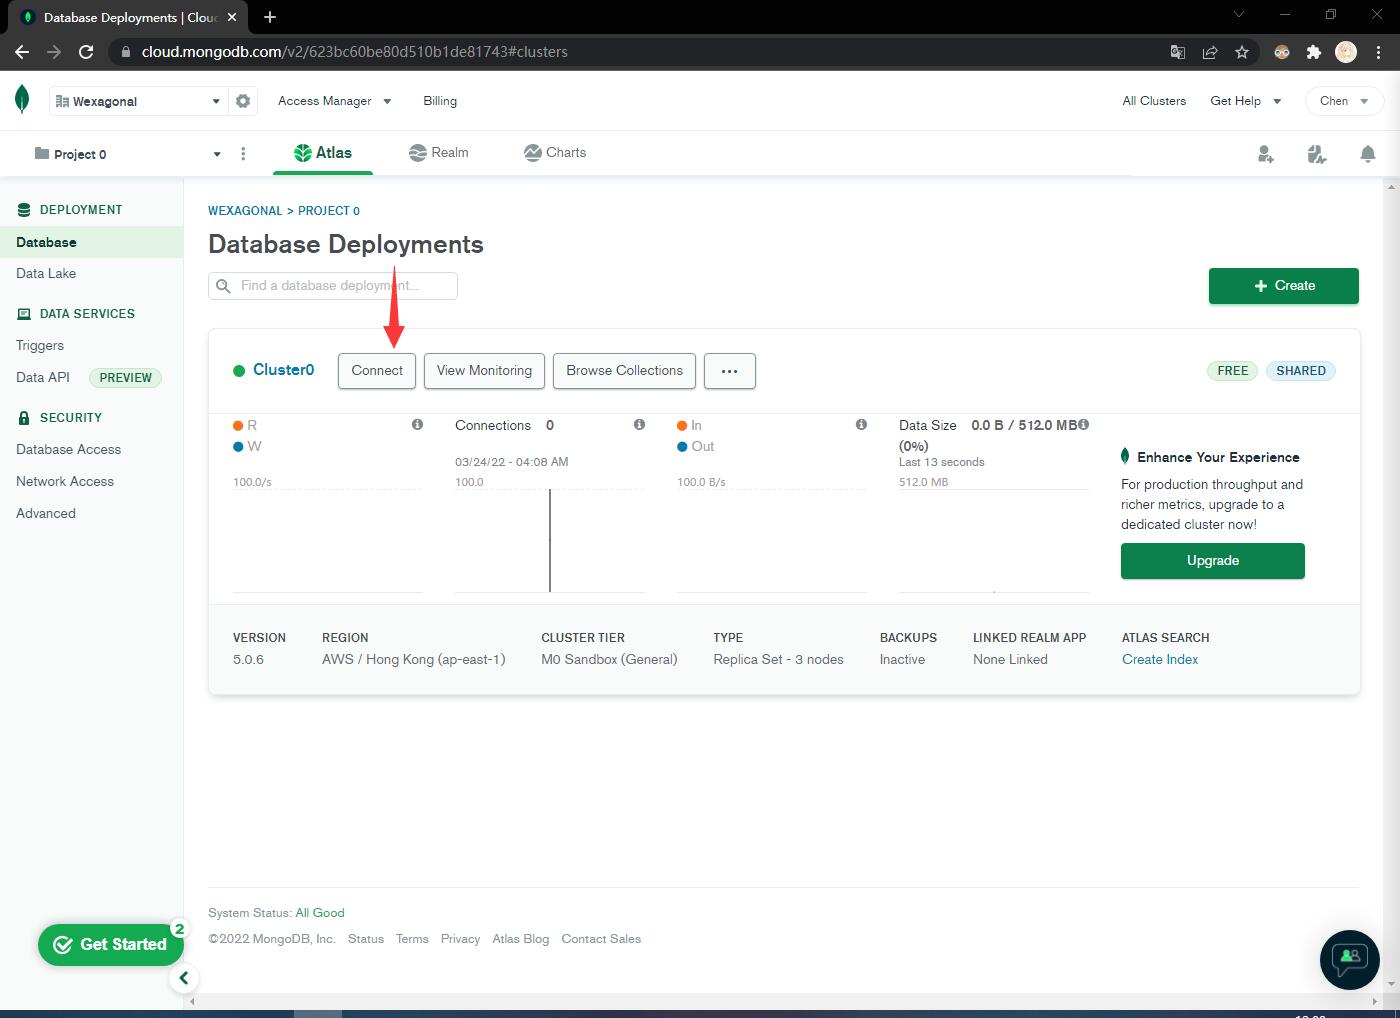 Database Deployments | Clou
cloud.mongodb.com/v2/623bc60be80d510b1de81743#clusters
Wexagonal
Access Manager
Billing
All Clusters
Get Help
Chen
Project 0
Atlas
Realm
Charts
DEPLOYMENT
Database
Data Lake
DATA SERVICES
Triggers
Data API
PREVIEW
SECURITY
Database Access
Network Access
Advanced
WEXAGONAL > PROJECT 0
Database Deployments
Find a database deployment...
+ Create
Cluster0
Connect
View Monitoring
Browse Collections
...
FREE
SHARED
R
W
100.0/s
Connections 0
03/24/22 - 04:08 AM
100.0
In
Out
100.0 B/s
Data Size 0.0 B / 512.0 MB
(0%)
Last 13 seconds
512.0 MB
Enhance Your Experience
For production throughput and
richer metrics, upgrade to a
dedicated cluster now!
Upgrade
VERSION
5.0.6
REGION
AWS / Hong Kong (ap-east-1)
CLUSTER TIER
M0 Sandbox (General)
TYPE
Replica Set - 3 nodes
BACKUPS
Inactive
LINKED REALM APP
None Linked
ATLAS SEARCH
Create Index
System Status: All Good
©2022 MongoDB, Inc. Status Terms Privacy Atlas Blog Contact Sales
Get Started
2